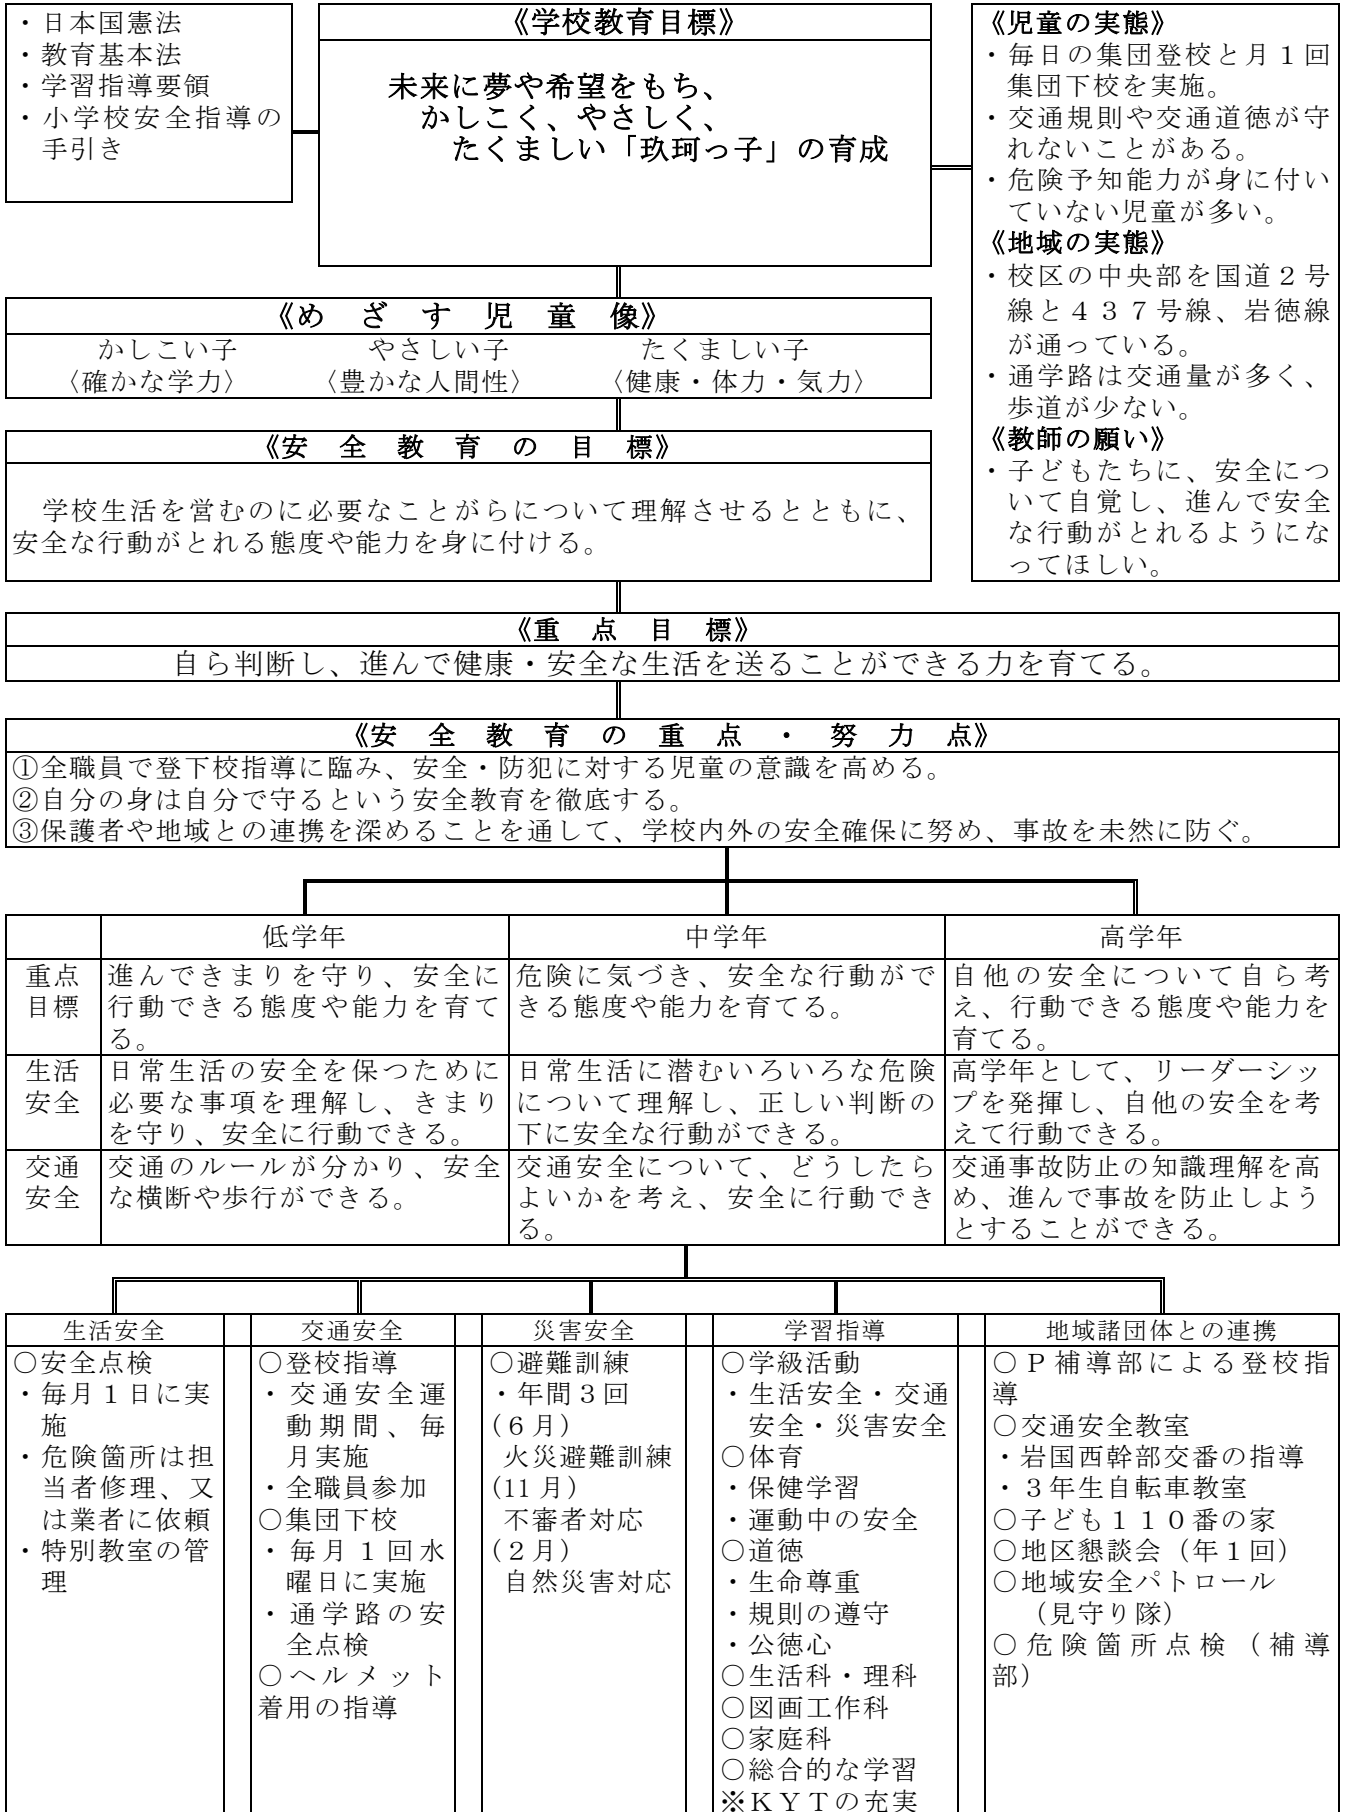 ・日本国憲法
・教育基本法
・学習指導要領
・小学校安全指導の
手引き
《学校教育目標》
未来に夢や希望をもち、
かしこく、やさしく、
たくましい「玖珂っ子」の育成
《児童の実態》
・毎日の集団登校と月１回
集団下校を実施。
・交通規則や交通道徳が守
れないことがある。
・危険予知能力が身に付い
ていない児童が多い。
《地域の実態》
・校区の中央部を国道２号
線と４３７号線、岩徳線
が通っている。
・通学路は交通量が多く、
歩道が少ない。
《教師の願い》
・子どもたちに、安全につ
いて自覚し、進んで安全
な行動がとれるようにな
ってほしい。
《め　ざ　す　児　童　像》
かしこい子　やさしい子　たくましい子
〈確かな学力〉　〈豊かな人間性〉　〈健康・体力・気力〉
《安　全　教　育　の　目　標》
学校生活を営むのに必要なことがらについて理解させるとともに、
安全な行動がとれる態度や能力を身に付ける。
《重　点　目　標》
自ら判断し、進んで健康・安全な生活を送ることができる力を育てる。
《安　全　教　育　の　重　点　・　努　力　点》
①全職員で登下校指導に臨み、安全・防犯に対する児童の意識を高める。
②自分の身は自分で守るという安全教育を徹底する。
③保護者や地域との連携を深めることを通して、学校内外の安全確保に努め、事故を未然に防ぐ。
低学年　中学年　高学年
重点
目標
進んできまりを守り、安全に
行動できる態度や能力を育て
る。
危険に気づき、安全な行動がで
きる態度や能力を育てる。
自他の安全について自ら考
え、行動できる態度や能力を
育てる。
生活
安全
日常生活の安全を保つために
必要な事項を理解し、きまり
を守り、安全に行動できる。
日常生活に潜むいろいろな危険
について理解し、正しい判断の
下に安全な行動ができる。
高学年として、リーダーシッ
プを発揮し、自他の安全を考
えて行動できる。
交通
安全
交通のルールが分かり、安全
な横断や歩行ができる。
交通安全について、どうしたら
よいかを考え、安全に行動でき
る。
交通事故防止の知識理解を高
め、進んで事故を防止しよう
とすることができる。
生活安全
○安全点検
・毎月１日に実
施
・危険箇所は担
当者修理、又
は業者に依頼
・特別教室の管
理
交通安全
○登校指導
・交通安全運
動期間、毎
月実施
・全職員参加
○集団下校
・毎月１回水
曜日に実施
・通学路の安
全点検
○ヘルメット
着用の指導
災害安全
○避難訓練
・年間３回
(６月)
火災避難訓練
(11月)
不審者対応
(２月)
自然災害対応
学習指導
○学級活動
・生活安全・交通
安全・災害安全
○体育
・保健学習
・運動中の安全
○道徳
・生命尊重
・規則の遵守
・公徳心
○生活科・理科
○図画工作科
○家庭科
○総合的な学習
※ＫＹＴの充実
地域諸団体との連携
○Ｐ補導部による登校指
導
○交通安全教室
・岩国西幹部交番の指導
・３年生自転車教室
○子ども１１０番の家
○地区懇談会（年１回）
○地域安全パトロール
（見守り隊）
○危険箇所点検（補導
部）